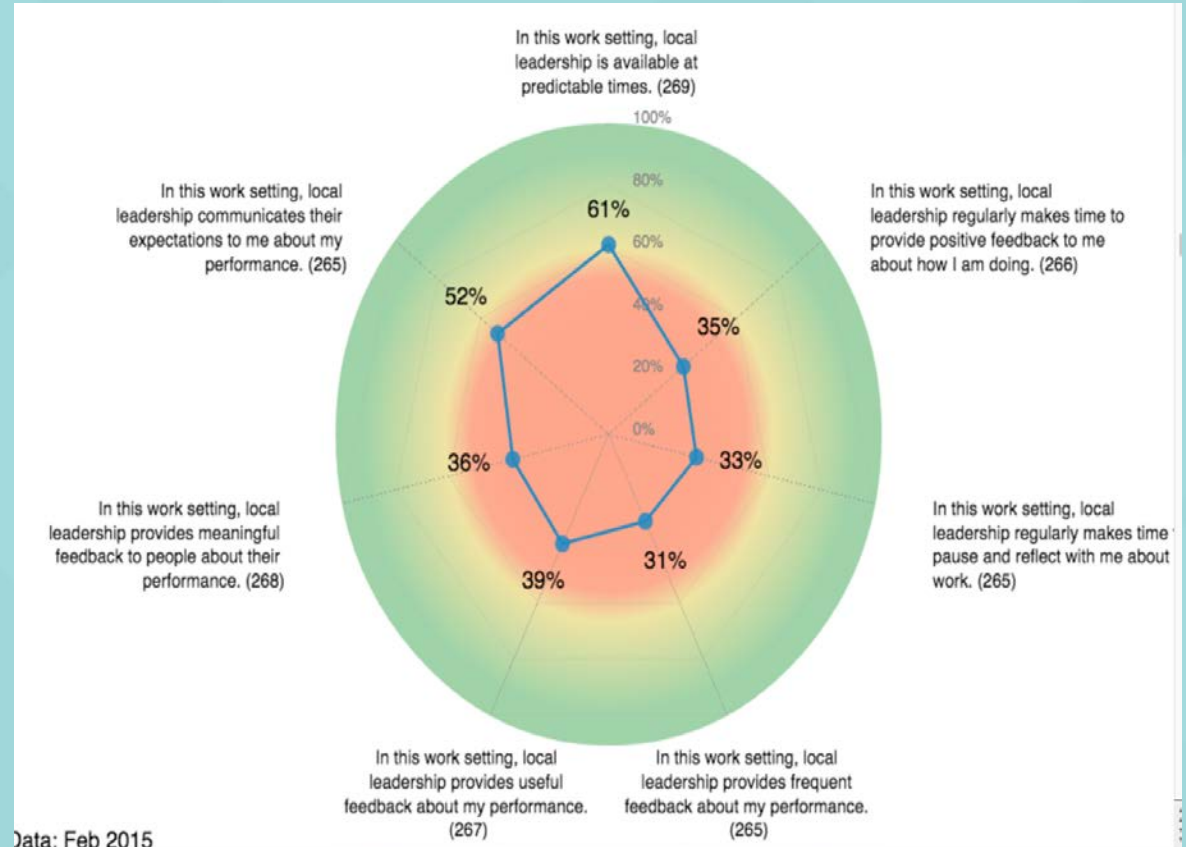 In this work setting, local
leadership is available at
predictable times. (269)
100%
80%
61%
60%
40%
20%
0%
In this work setting, local
leadership regularly makes time to
provide positive feedback to me
about how I am doing. (266)
35%
In this work setting, local
leadership regularly makes time
pause and reflect with me about
work. (265)
33%
In this work setting, local
leadership provides frequent
feedback about my performance.
(265)
31%
In this work setting, local
leadership provides useful
feedback about my performance.
(267)
39%
In this work setting, local
leadership provides meaningful
feedback to people about their
performance. (268)
36%
In this work setting, local
leadership communicates their
expectations to me about my
performance. (265)
52%
Data: Feb 2015